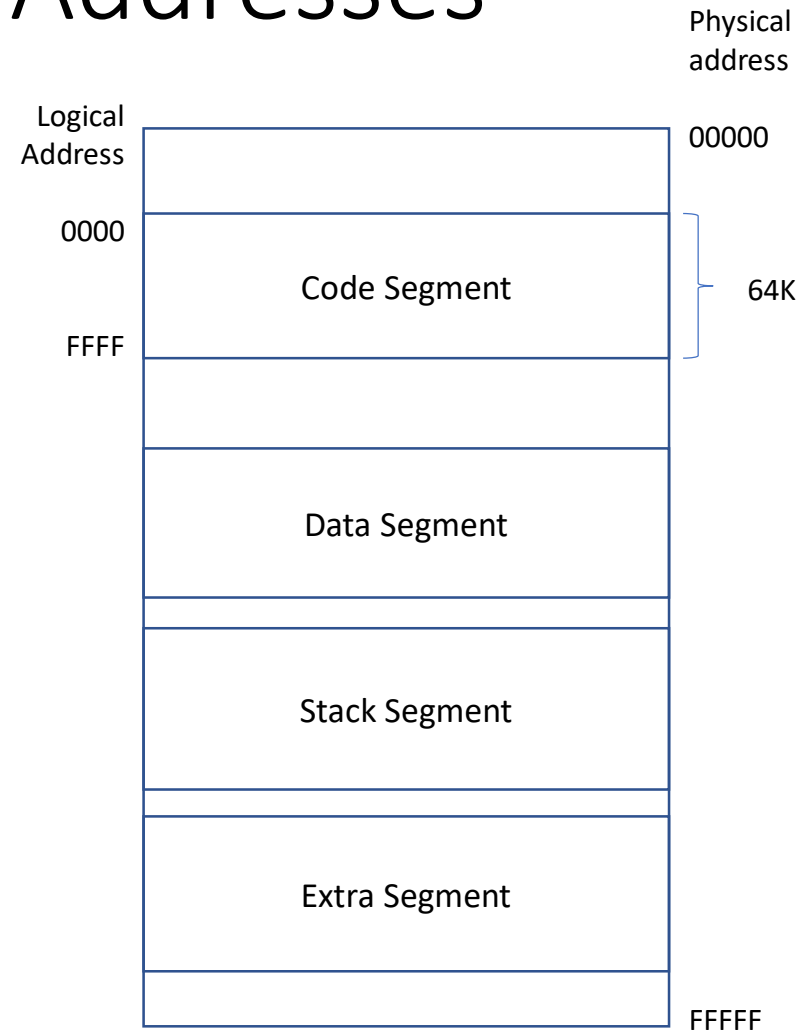 Addresses
Physical
address
Logical
Address
00000
0000
Code Segment
64K
FFFF
Data Segment
Stack Segment
Extra Segment
FFFFF